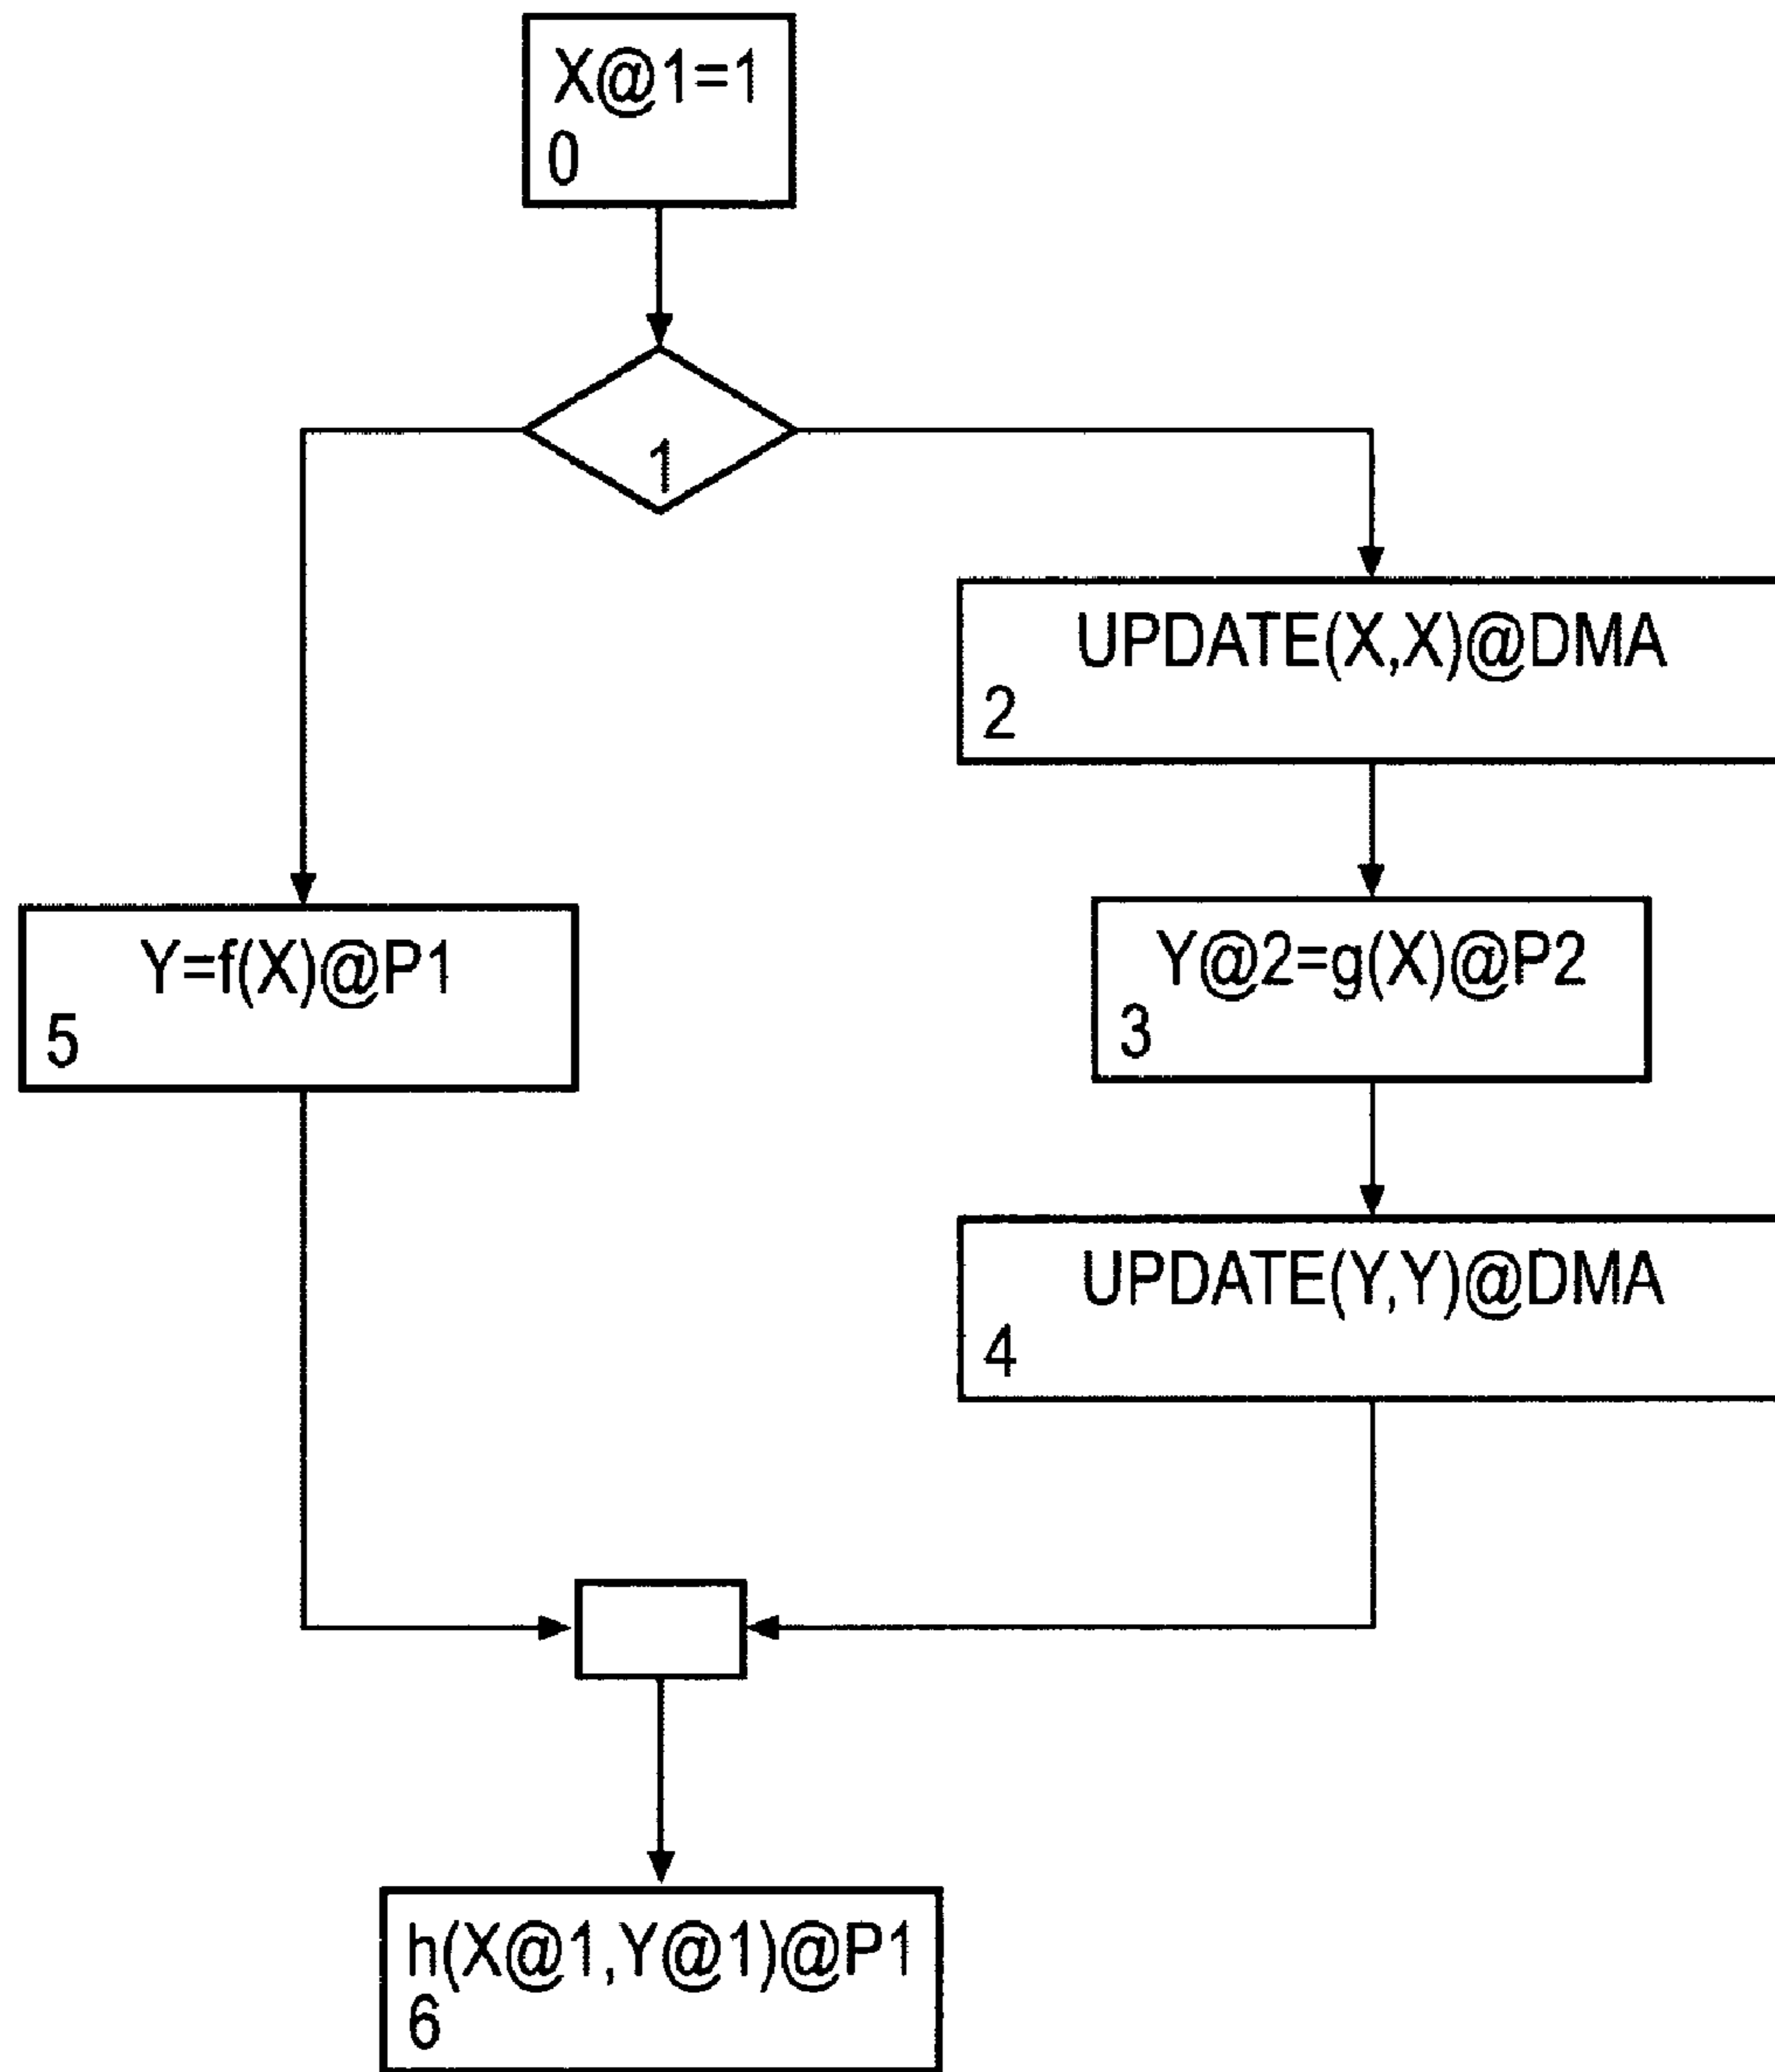 X@1=1
0
1
UPDATE(X,X)@DMA
2
Y=f(X)@P1
5
Y@2=g(X)@P2
3
UPDATE(Y,Y)@DMA
4
h(X@1,Y@1)@P1
6